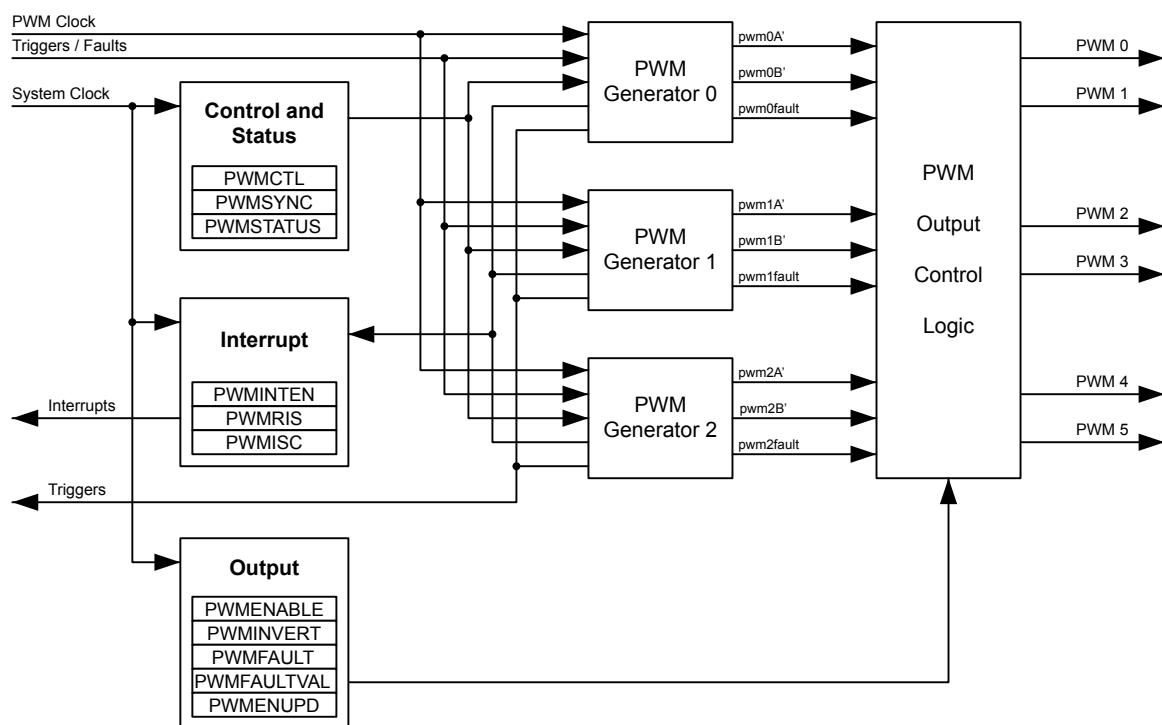 PWM Clock
Triggers / Faults
System Clock
Control and
Status
PWMCTL
PWMSYNC
PWMSTATUS
Interrupt
PWMINTEN
PWMRIS
PWMISC
Interrupts
Triggers
Output
PWMENABLE
PWMINVERT
PWMFAULT
PWMFAULTVAL
PWMENUPD
PWM
Generator 0
pwm0A’
pwm0B’
pwm0fault
PWM
Generator 1
pwm1A’
pwm1B’
pwm1fault
PWM
Generator 2
pwm2A’
pwm2B’
pwm2fault
PWM
Output
Control
Logic
PWM 0
PWM 1
PWM 2
PWM 3
PWM 4
PWM 5